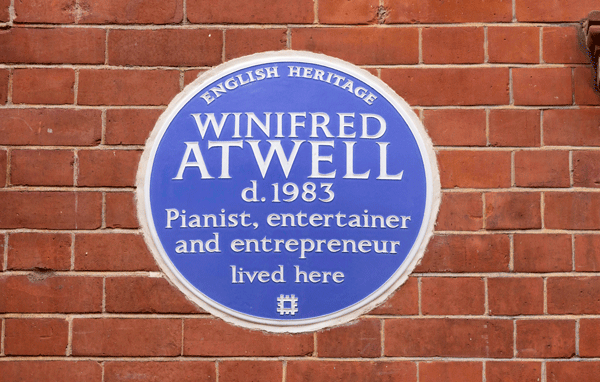 ENGLISH HERITAGE
WINIFRED
ATWELL
d.1983
Pianist, entertainer
and entrepreneur
lived here